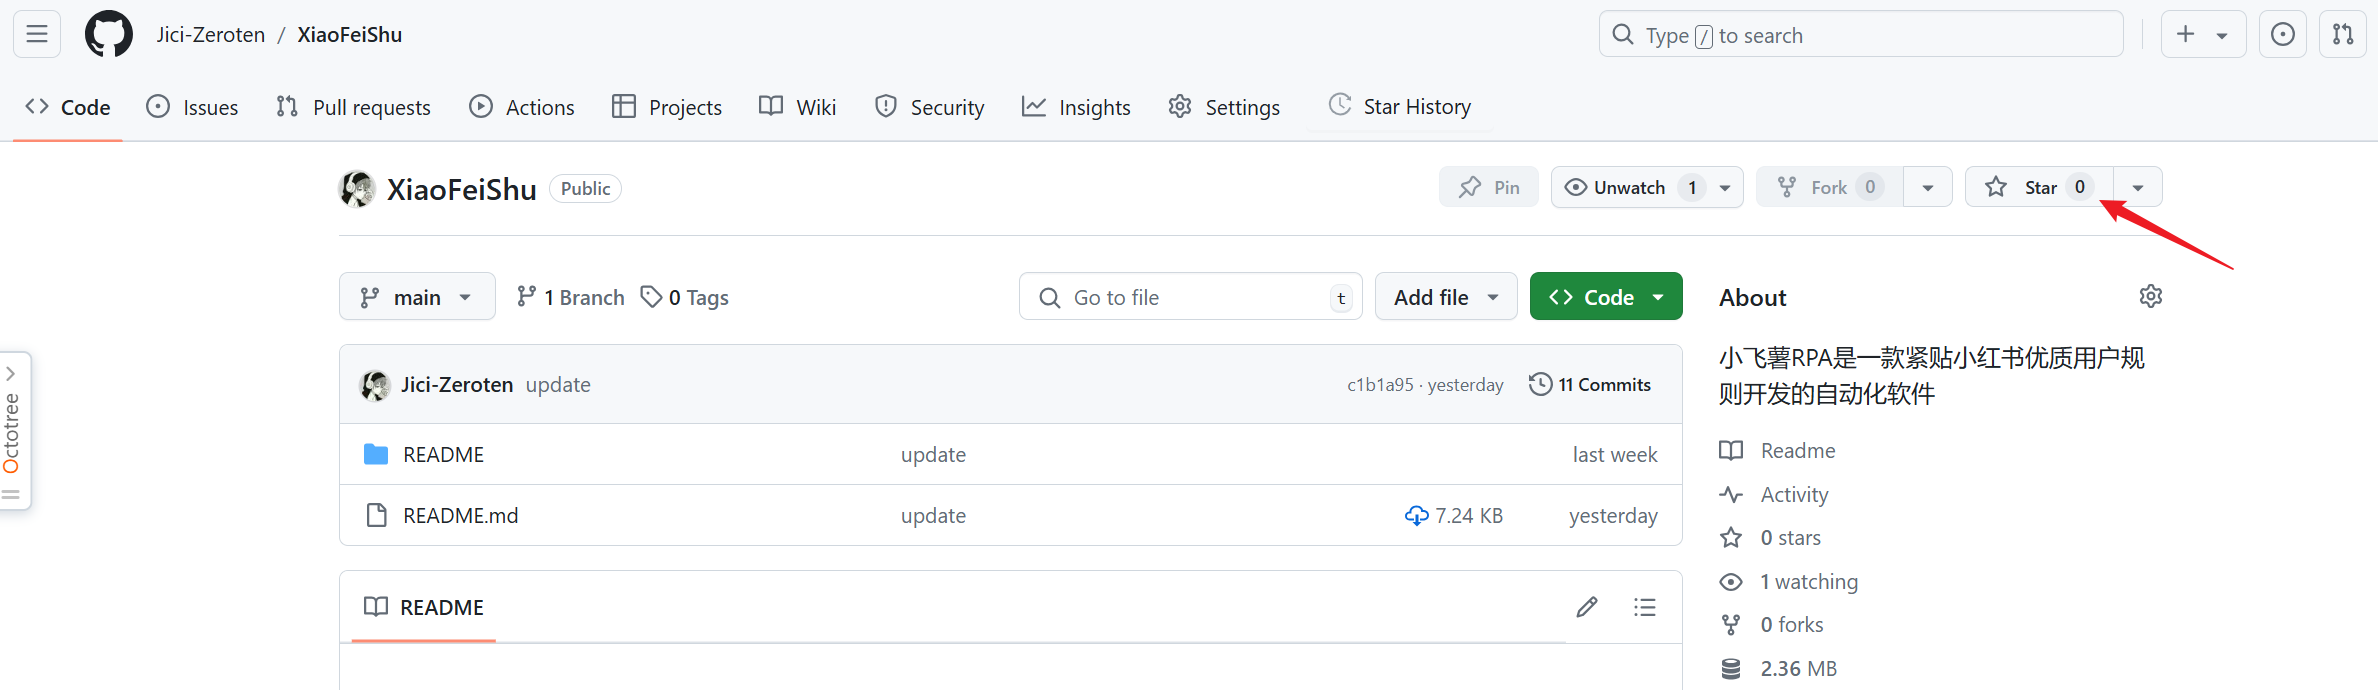 Jici-Zeroten / XiaoFeiShu
Type / to search
Code Issues Pull requests Actions Projects Wiki Security Insights Settings Star History
XiaoFeiShu Public
Pin Unwatch 1 Fork 0 Star 0
main 1 Branch 0 Tags
Go to file t Add file Code
Jici-Zeroten update c1b1a95 · yesterday 11 Commits
README update last week
README.md update 7.24 KB yesterday
README
About
小飞薯RPA是一款紧贴小红书优质用户规
则开发的自动化软件
Readme
Activity
0 stars
1 watching
0 forks
2.36 MB
Octotree